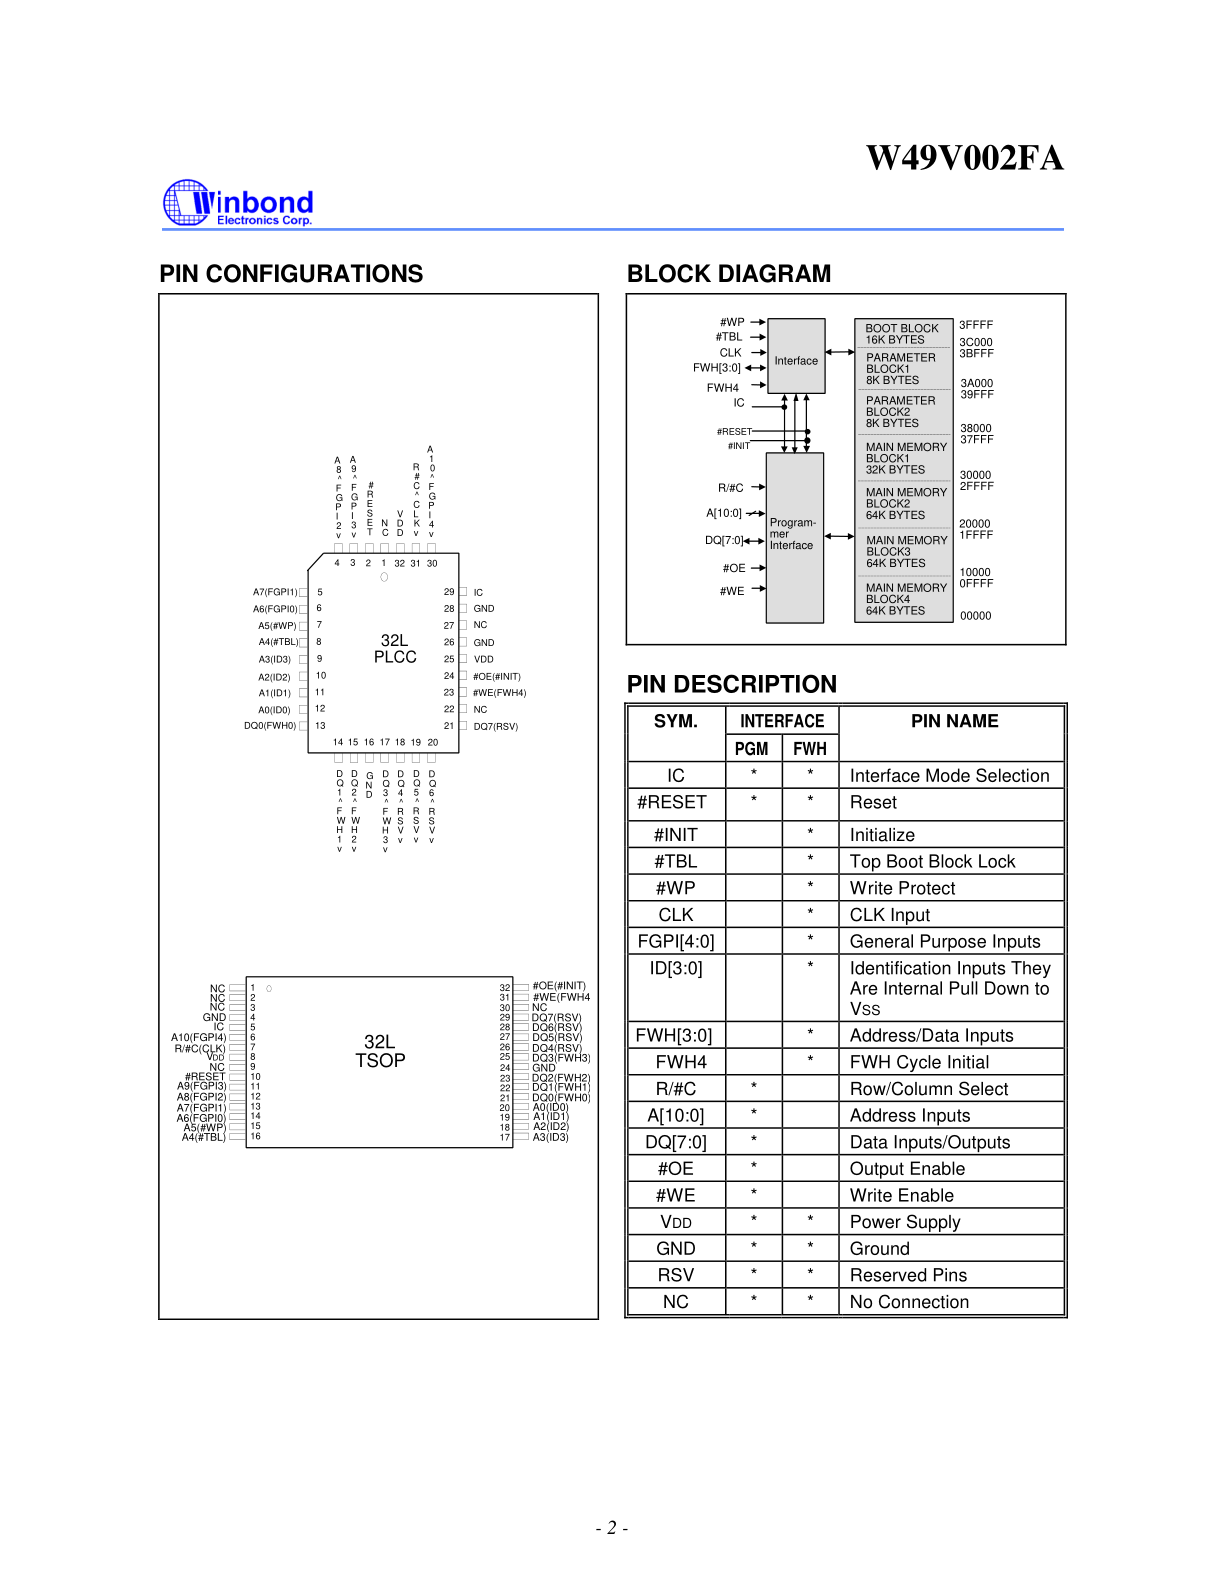 W49V002FA
Winbond
Electronics Corp.
PIN CONFIGURATIONS
A8^FGPI2v
A9^FGPI3v
#RESET
NC
VDD
R#C^CLKv
A10^FGPI4v
4 3 2 1 32 31 30
A7(FGPI1) 5
A6(FGPI0) 6
A5(#WP) 7
A4(#TBL) 8
A3(ID3) 9
A2(ID2) 10
A1(ID1) 11
A0(ID0) 12
DQ0(FWH0) 13
32L
PLCC
29 IC
28 GND
27 NC
26 GND
25 VDD
24 #OE(#INIT)
23 #WE(FWH4)
22 NC
21 DQ7(RSV)
14 15 16 17 18 19 20
DQ1^FWH1v
DQ2^FWH2v
GND
DQ3^FWH3v
DQ4^RSVv
DQ5^RSVv
DQ6^RSVv
NC 1
NC 2
NC 3
GND 4
IC 5
A10(FGPI4) 6
R/#C(CLK) 7
VDD 8
NC 9
#RESET 10
A9(FGPI3) 11
A8(FGPI2) 12
A7(FGPI1) 13
A6(FGPI0) 14
A5(#WP) 15
A4(#TBL) 16
32L
TSOP
32 #OE(#INIT)
31 #WE(FWH4
30 NC
29 DQ7(RSV)
28 DQ6(RSV)
27 DQ5(RSV)
26 DQ4(RSV)
25 DQ3(FWH3)
24 GND
23 DQ2(FWH2)
22 DQ1(FWH1)
21 DQ0(FWH0)
20 A0(ID0)
19 A1(ID1)
18 A2(ID2)
17 A3(ID3)
BLOCK DIAGRAM
#WP
#TBL
CLK
FWH[3:0]
FWH4
IC
#RESET
#INIT
R/#C
A[10:0]
DQ[7:0]
#OE
#WE
Interface
Program-
mer
Interface
BOOT BLOCK
16K BYTES
PARAMETER
BLOCK1
8K BYTES
PARAMETER
BLOCK2
8K BYTES
MAIN MEMORY
BLOCK1
32K BYTES
MAIN MEMORY
BLOCK2
64K BYTES
MAIN MEMORY
BLOCK3
64K BYTES
MAIN MEMORY
BLOCK4
64K BYTES
3FFFF
3C000
3BFFF
3A000
39FFF
38000
37FFF
30000
2FFFF
20000
1FFFF
10000
0FFFF
00000
PIN DESCRIPTION
SYM. INTERFACE PIN NAME
PGM FWH
IC * * Interface Mode Selection
#RESET * * Reset
#INIT * Initialize
#TBL * Top Boot Block Lock
#WP * Write Protect
CLK * CLK Input
FGPI[4:0] * General Purpose Inputs
ID[3:0] * Identification Inputs They
Are Internal Pull Down to
VSS
FWH[3:0] * Address/Data Inputs
FWH4 * FWH Cycle Initial
R/#C * Row/Column Select
A[10:0] * Address Inputs
DQ[7:0] * Data Inputs/Outputs
#OE * Output Enable
#WE * Write Enable
VDD * * Power Supply
GND * * Ground
RSV * * Reserved Pins
NC * * No Connection
- 2 -